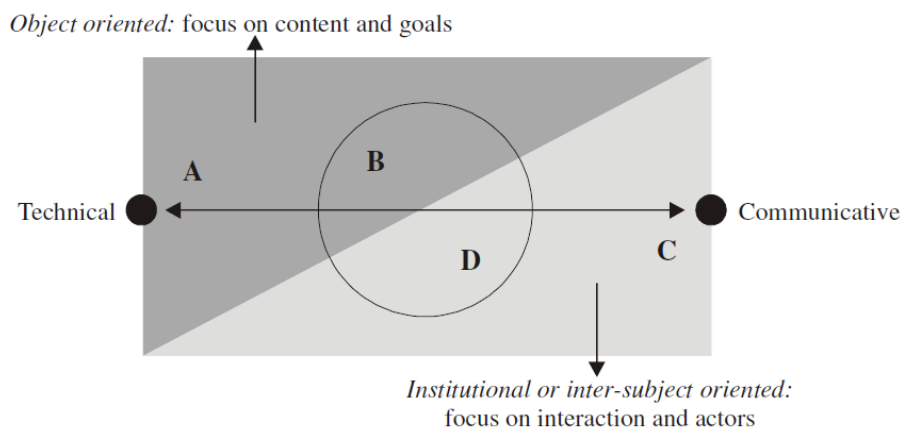 Object oriented: focus on content and goals
A
B
Technical
Communicative
D
C
Institutional or inter-subject oriented:
focus on interaction and actors